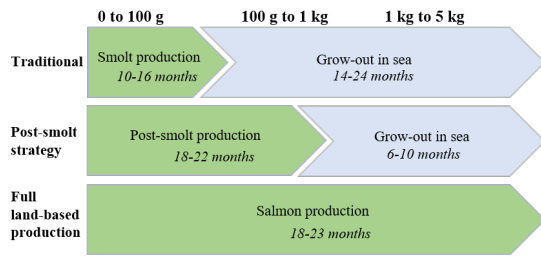 0 to 100 g 100 g to 1 kg 1 kg to 5 kg
Traditional
Smolt production
10-16 months
Grow-out in sea
14-24 months
Post-smolt
strategy
Post-smolt production
18-22 months
Grow-out in sea
6-10 months
Full
land-based
production
Salmon production
18-23 months